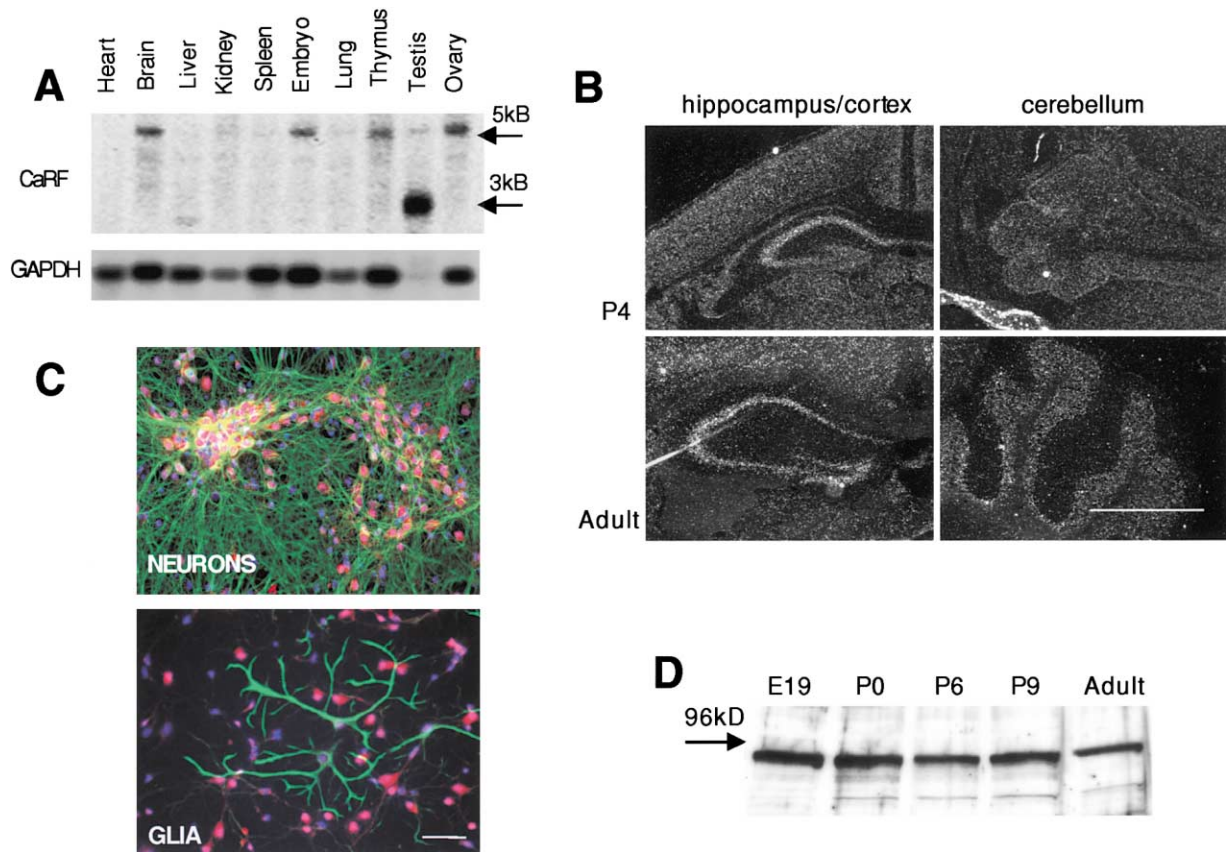 A
Heart
Brain
Liver
Kidney
Spleen
Embryo
Lung
Thymus
Testis
Ovary
5kB
CaRF
3kB
GAPDH
B
hippocampus/cortex cerebellum
P4
Adult
C
NEURONS
GLIA
D
E19 P0 P6 P9 Adult
96kD